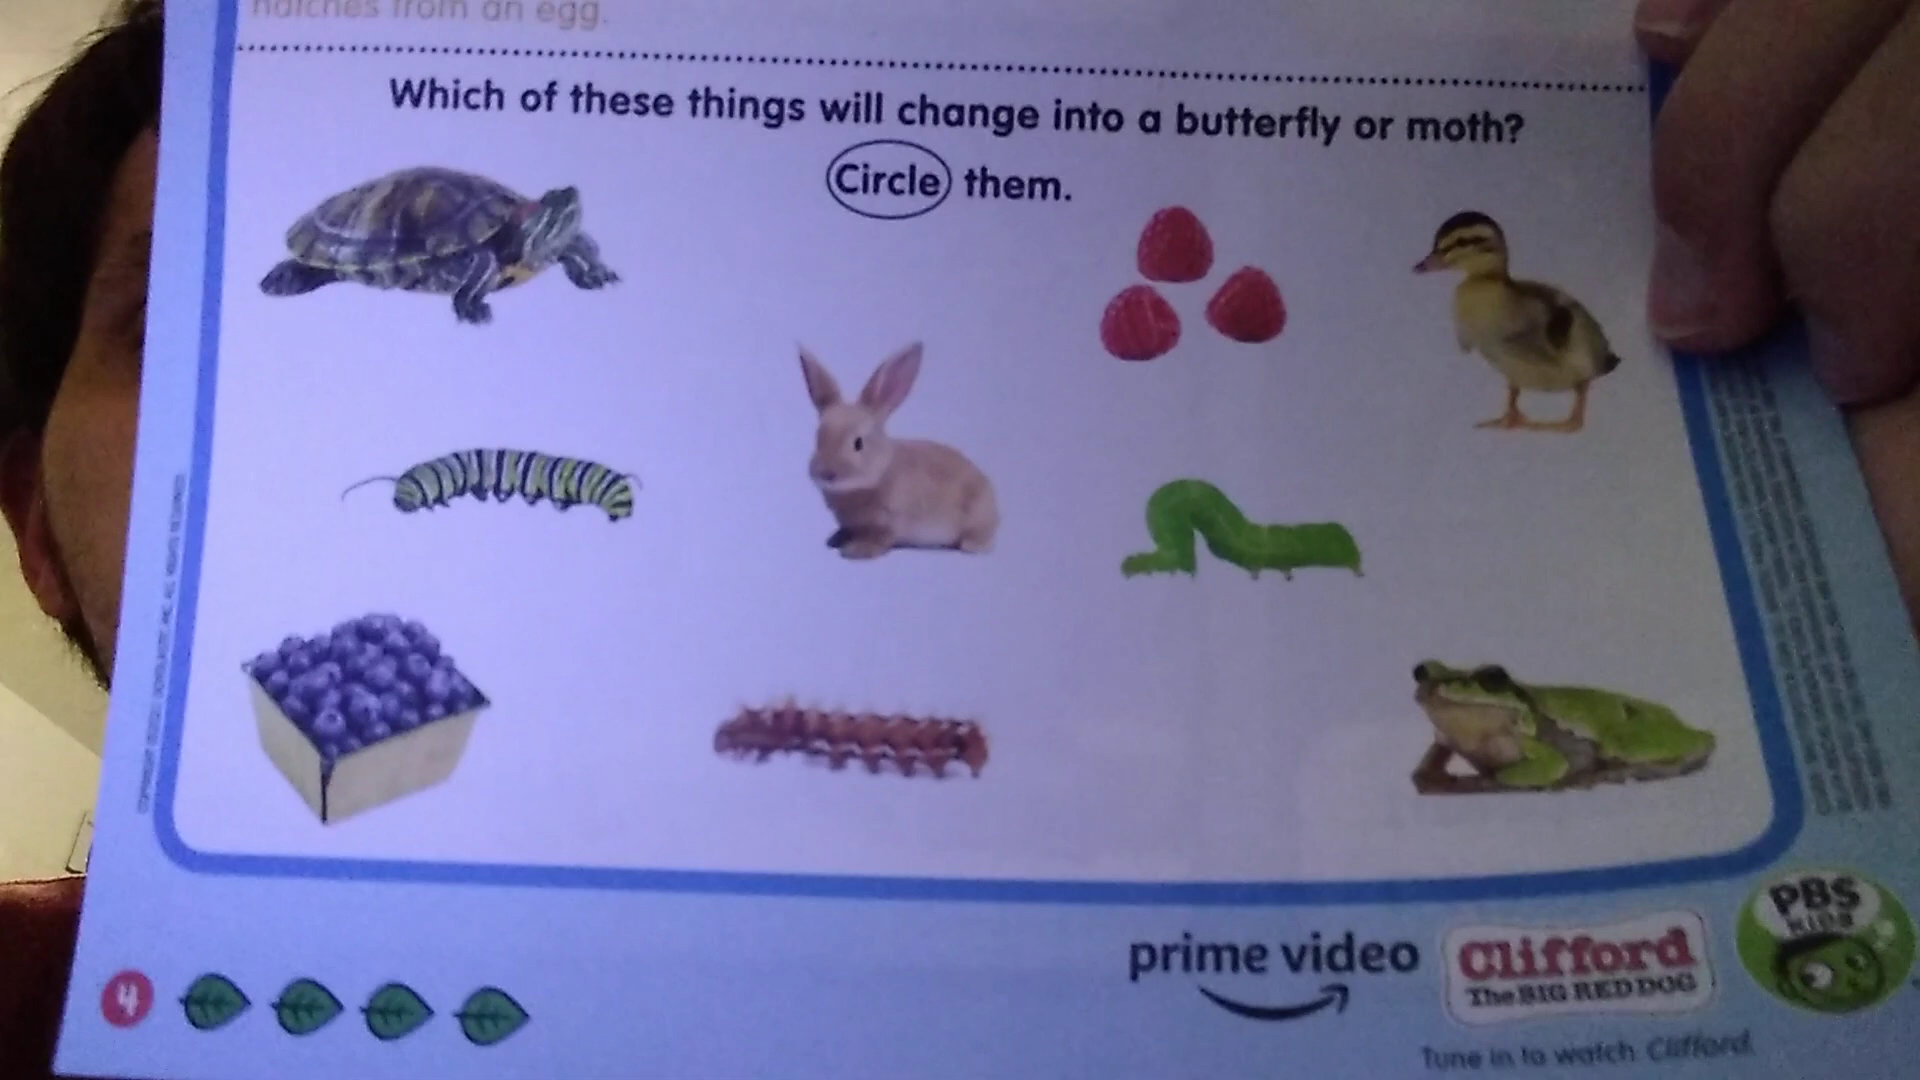 hatches from an egg.
Which of these things will change into a butterfly or moth?
Circle them.
4
prime video
Clifford
The BIG RED DOG
PBS
KIDS
Tune in to watch Clifford.